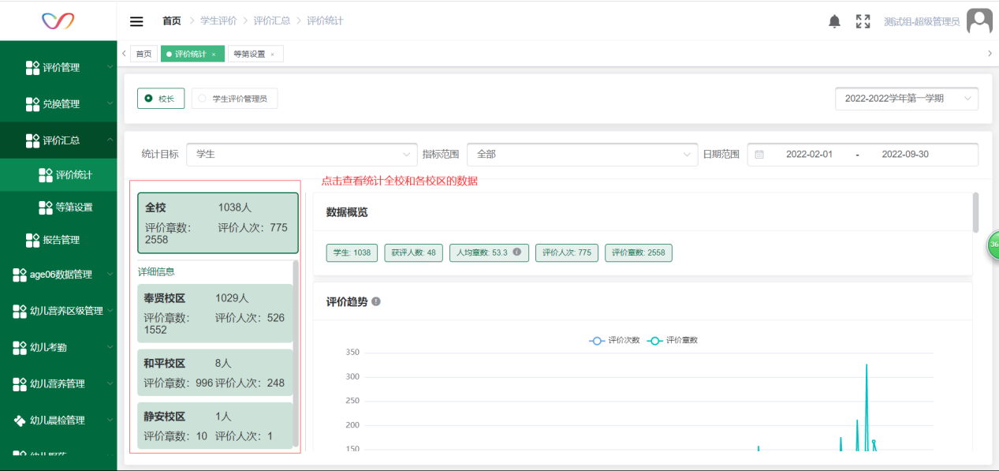 首页 > 学生评价 > 评价汇总 > 评价统计
测试组-超级管理员
首页
评价统计 ×
等第设置 ×
评价管理
兑换管理
评价汇总
评价统计
等第设置
报告管理
age06数据管理
幼儿营养区级管理
幼儿考勤
幼儿营养管理
幼儿晨检管理
校长
学生评价管理员
2022-2022学年第一学期
统计目标 学生
指标范围 全部
日期范围 2022-02-01 - 2022-09-30
点击查看统计全校和各校区的数据
全校 1038人
评价章数: 评价人次: 775
2558
详细信息
奉贤校区 1029人
评价章数: 评价人次: 526
1552
和平校区 8人
评价章数: 996 评价人次: 248
静安校区 1人
评价章数: 10 评价人次: 1
数据概览
学生: 1038
获评人数: 48
人均章数: 53.3
评价人次: 775
评价章数: 2558
评价趋势
评价次数 评价章数
350
300
250
200
150
36